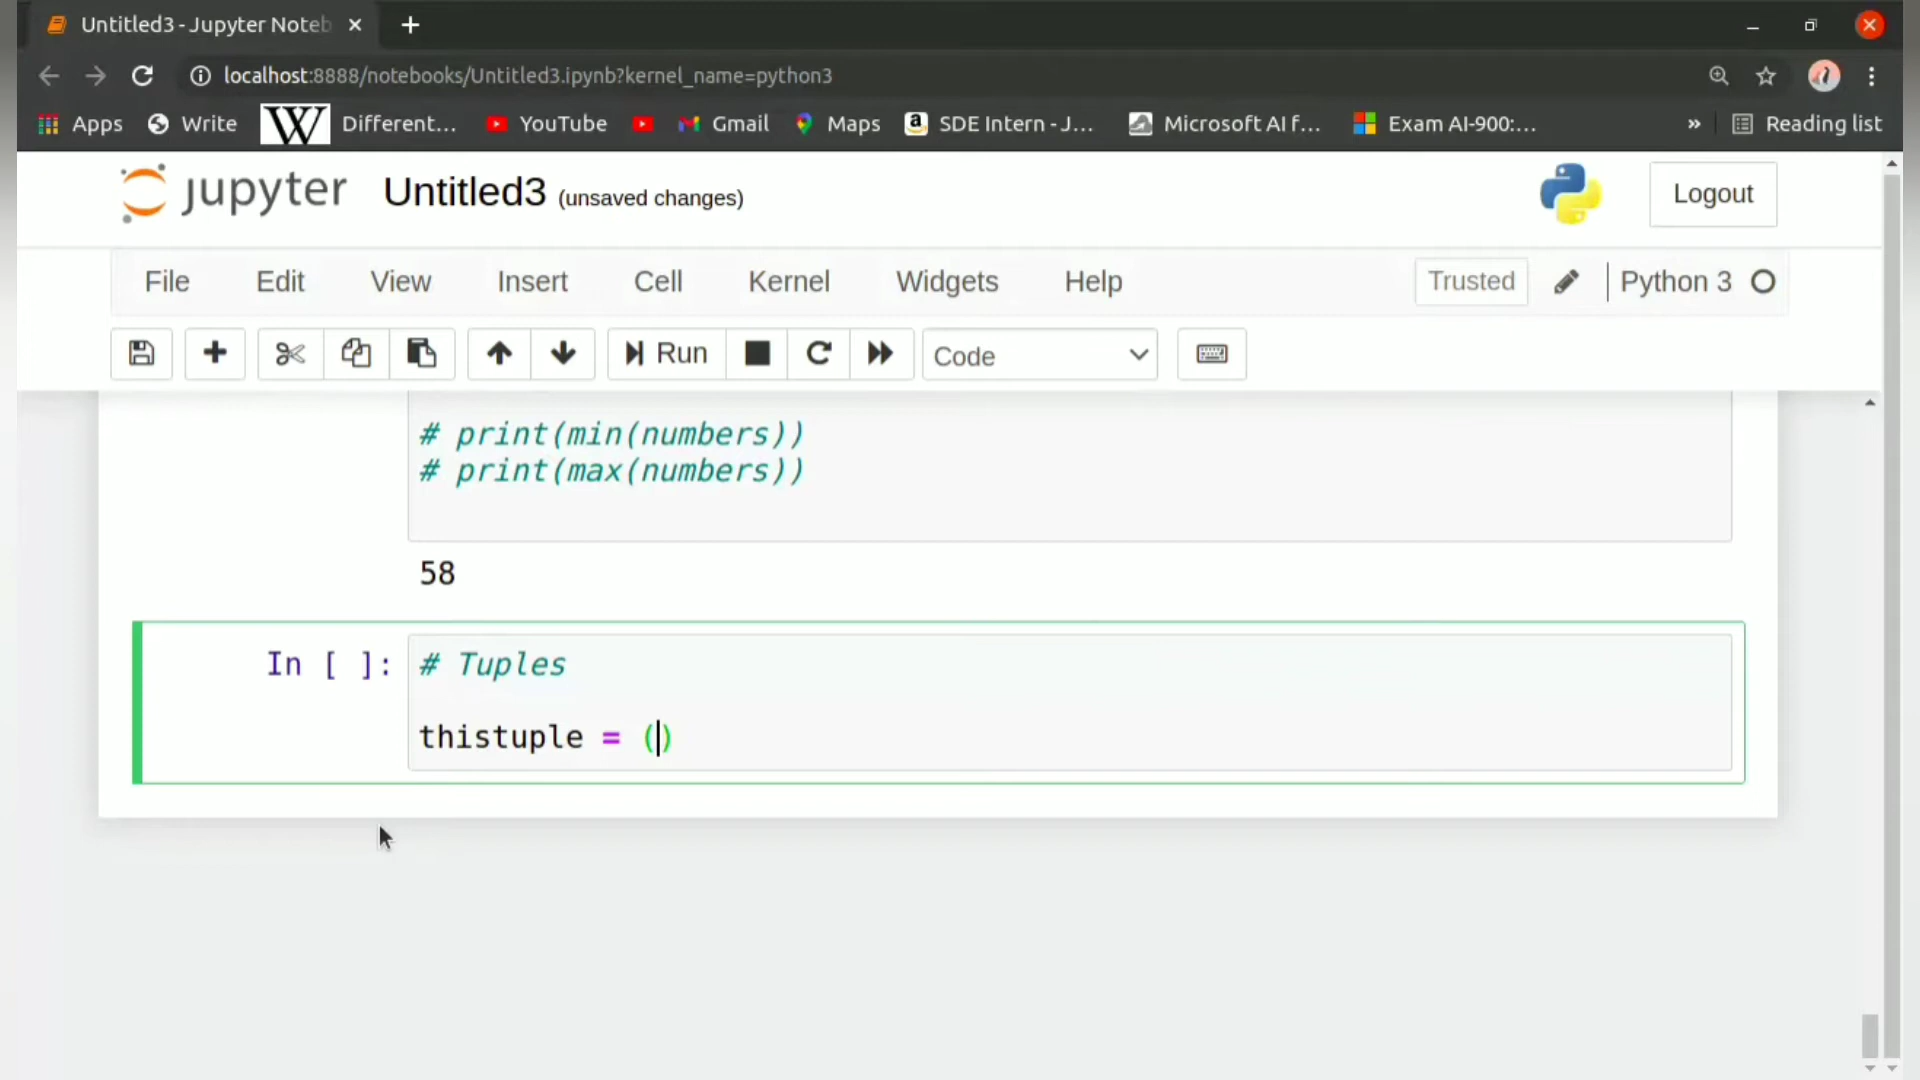 Untitled3 - Jupyter Noteb
localhost:8888/notebooks/Untitled3.ipynb?kernel_name=python3
Apps Write W Different... YouTube Gmail Maps a SDE Intern - J... Microsoft AI f... Exam AI-900:... » Reading list
jupyter Untitled3 (unsaved changes) Logout
File Edit View Insert Cell Kernel Widgets Help Trusted Python 3
Run Code
# print(min(numbers))
# print(max(numbers))
58
In [ ]: # Tuples
thistuple = ()